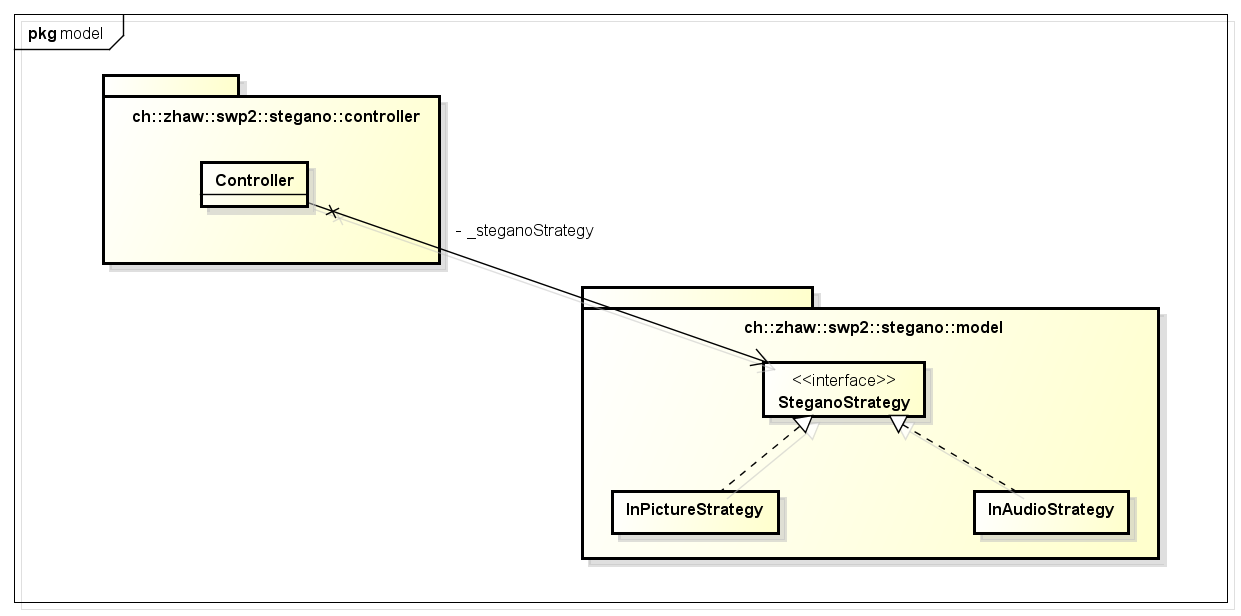 pkg model
ch::zhaw::swp2::stegano::controller
Controller
- _steganoStrategy
ch::zhaw::swp2::stegano::model
<<interface>>
SteganoStrategy
InPictureStrategy
InAudioStrategy